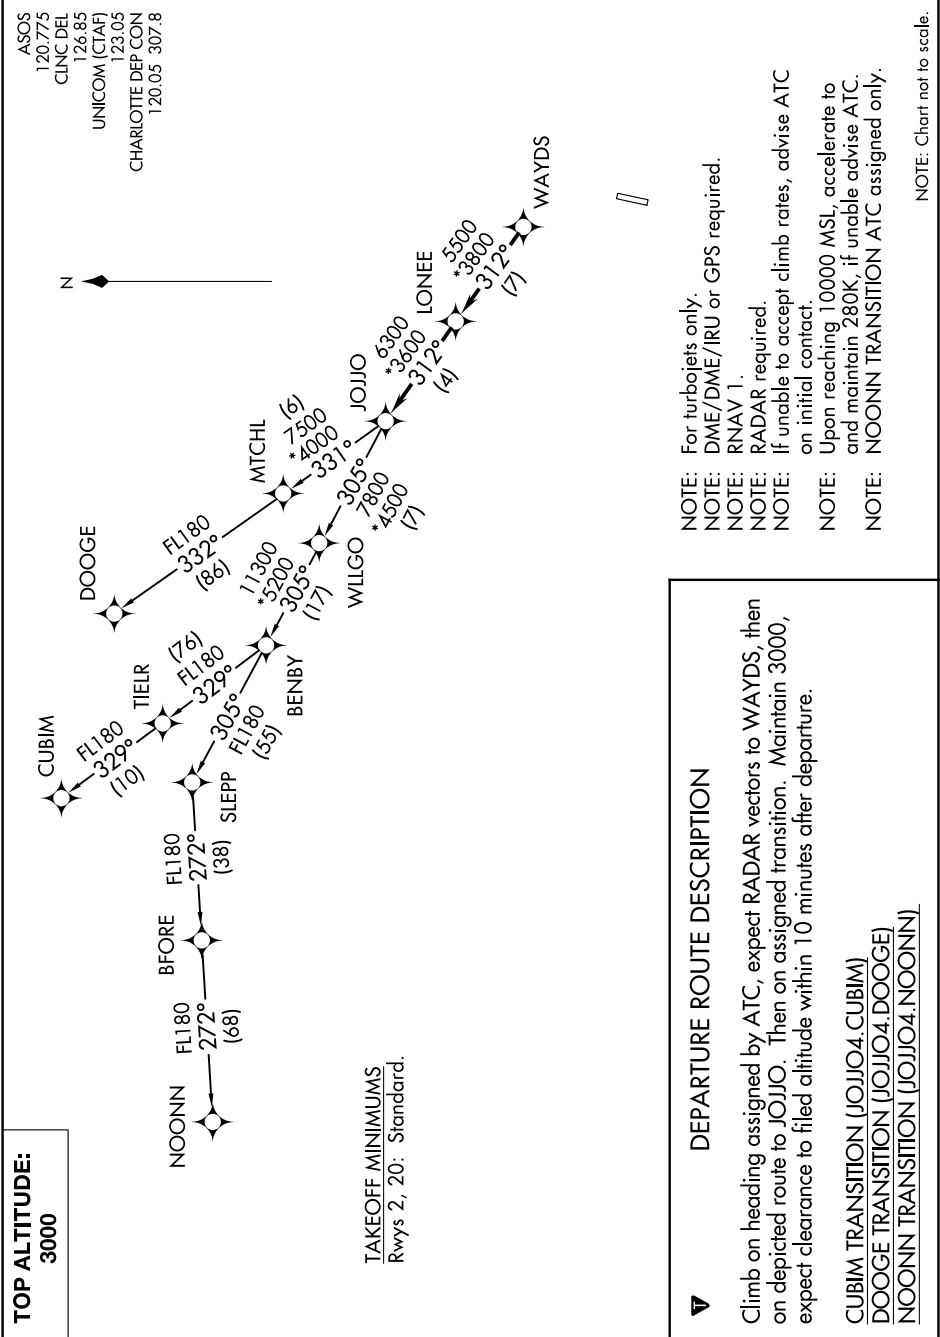 TOP ALTITUDE:
3000
ASOS
120.775
CLNC DEL
126.85
UNICOM (CTAF)
123.05
CHARLOTTE DEP CON
120.05 307.8
N
CUBIM
FL180
329°
(10)
TIELR
(76)
FL180
329°
DOOGE
FL180
332°
(86)
MTCHL
(6)
7500
*4000
331°
JOJJO
6300
*3600
312°
(4)
LONEE
5500
*3800
312°
(7)
WAYDS
NOONN
FL180
272°
(68)
BFORE
FL180
272°
(38)
SLEPP
305°
FL180
(55)
BENBY
11300
*5200
305°
(17)
WLLGO
305°
7800
*4500
(7)
TAKEOFF MINIMUMS
Rwys 2, 20: Standard.
NOTE: For turbojets only.
NOTE: DME/DME/IRU or GPS required.
NOTE: RNAV 1.
NOTE: RADAR required.
NOTE: If unable to accept climb rates, advise ATC
on initial contact.
NOTE: Upon reaching 10000 MSL, accelerate to
and maintain 280K, if unable advise ATC.
NOTE: NOONN TRANSITION ATC assigned only.
NOTE: Chart not to scale.
T
DEPARTURE ROUTE DESCRIPTION
Climb on heading assigned by ATC, expect RADAR vectors to WAYDS, then
on depicted route to JOJJO. Then on assigned transition. Maintain 3000,
expect clearance to filed altitude within 10 minutes after departure.
CUBIM TRANSITION (JOJJO4.CUBIM)
DOOGE TRANSITION (JOJJO4.DOOGE)
NOONN TRANSITION (JOJJO4.NOONN)